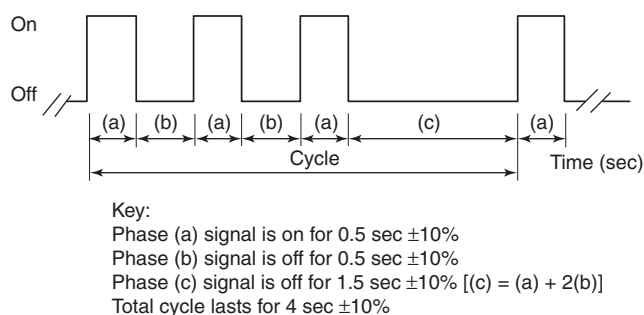 On
Off
(a) (b) (a) (b) (a) (c) (a)
Cycle
Time (sec)
Key:
Phase (a) signal is on for 0.5 sec ±10%
Phase (b) signal is off for 0.5 sec ±10%
Phase (c) signal is off for 1.5 sec ±10% [(c) = (a) + 2(b)]
Total cycle lasts for 4 sec ±10%